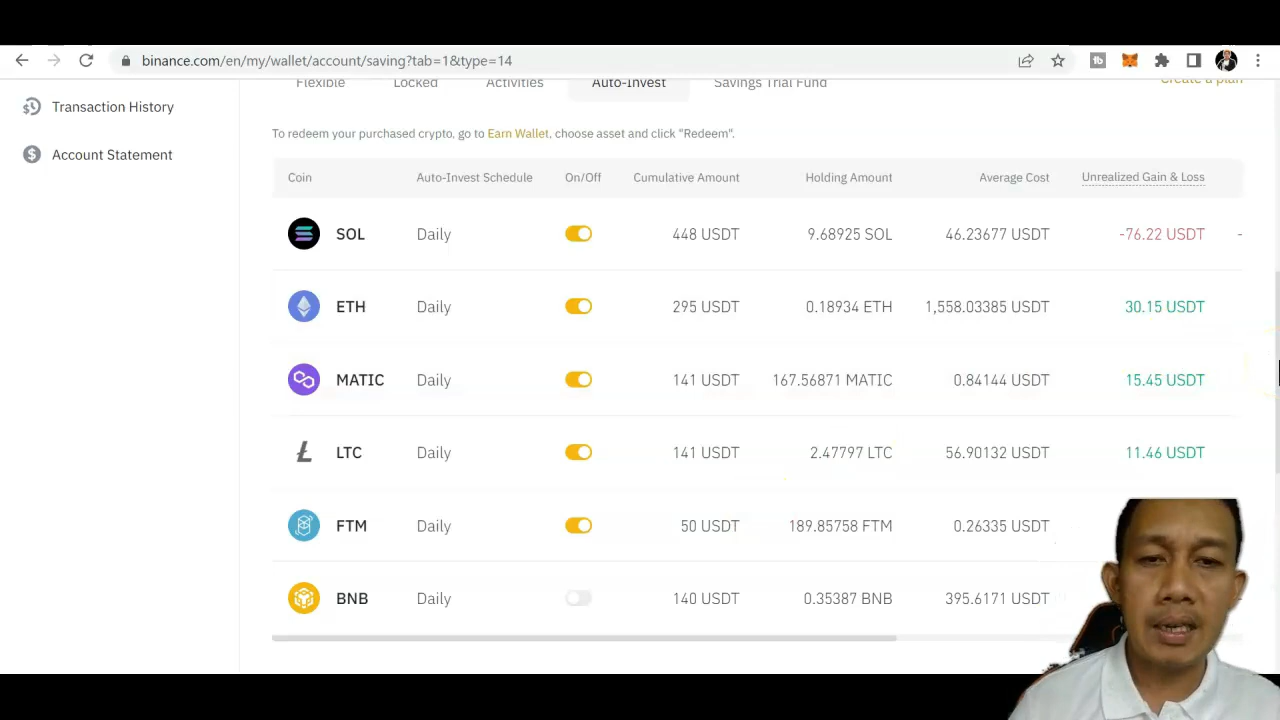 binance.com/en/my/wallet/account/saving?tab=1&type=14
Transaction History
Account Statement
Flexible Locked Activities Auto-Invest Savings Trial Fund Create a plan
To redeem your purchased crypto, go to Earn Wallet, choose asset and click "Redeem".
Coin Auto-Invest Schedule On/Off Cumulative Amount Holding Amount Average Cost Unrealized Gain & Loss
SOL Daily 448 USDT 9.68925 SOL 46.23677 USDT -76.22 USDT -
ETH Daily 295 USDT 0.18934 ETH 1,558.03385 USDT 30.15 USDT
MATIC Daily 141 USDT 167.56871 MATIC 0.84144 USDT 15.45 USDT
LTC Daily 141 USDT 2.47797 LTC 56.90132 USDT 11.46 USDT
FTM Daily 50 USDT 189.85758 FTM 0.26335 USDT
BNB Daily 140 USDT 0.35387 BNB 395.6171 USDT